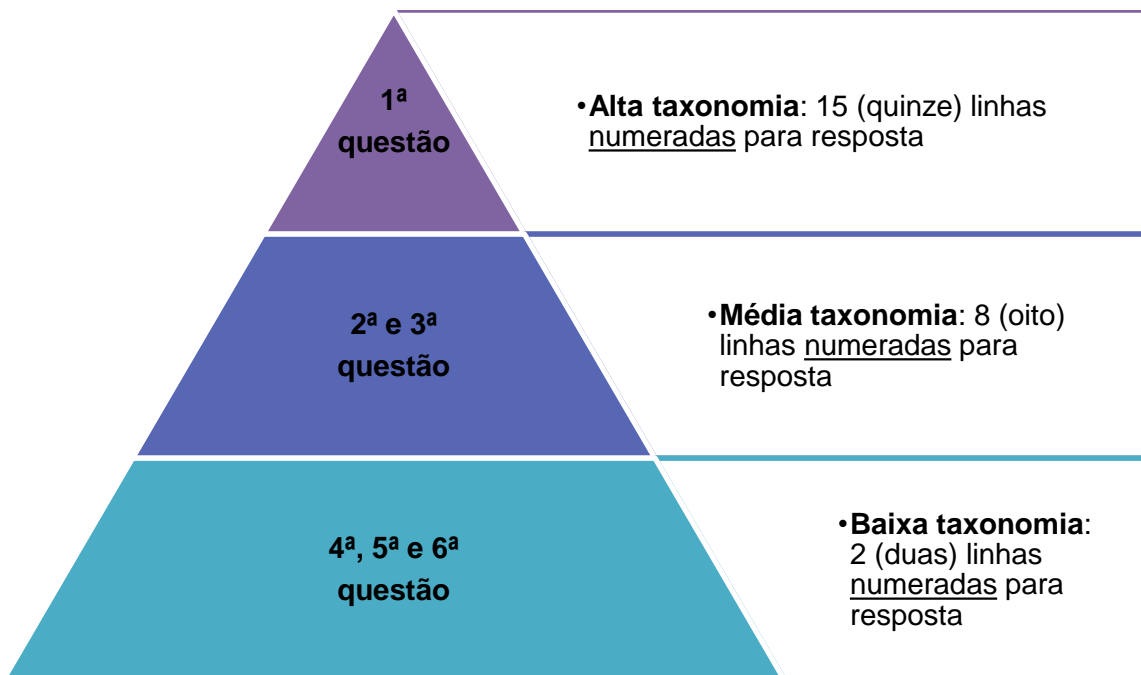 1ª
questão
•Alta taxonomia: 15 (quinze) linhas
numeradas para resposta
2ª e 3ª
questão
•Média taxonomia: 8 (oito)
linhas numeradas para
resposta
4ª, 5ª e 6ª
questão
•Baixa taxonomia:
2 (duas) linhas
numeradas para
resposta